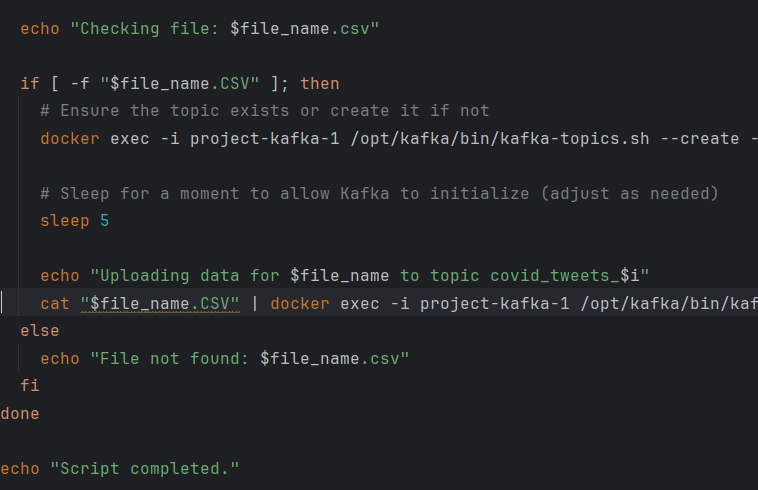 echo "Checking file: $file_name.csv"
if [ -f "$file_name.CSV" ]; then
# Ensure the topic exists or create it if not
docker exec -i project-kafka-1 /opt/kafka/bin/kafka-topics.sh --create -
# Sleep for a moment to allow Kafka to initialize (adjust as needed)
sleep 5
echo "Uploading data for $file_name to topic covid_tweets_$i"
cat "$file_name.CSV" | docker exec -i project-kafka-1 /opt/kafka/bin/kaf
else
echo "File not found: $file_name.csv"
fi
done
echo "Script completed."